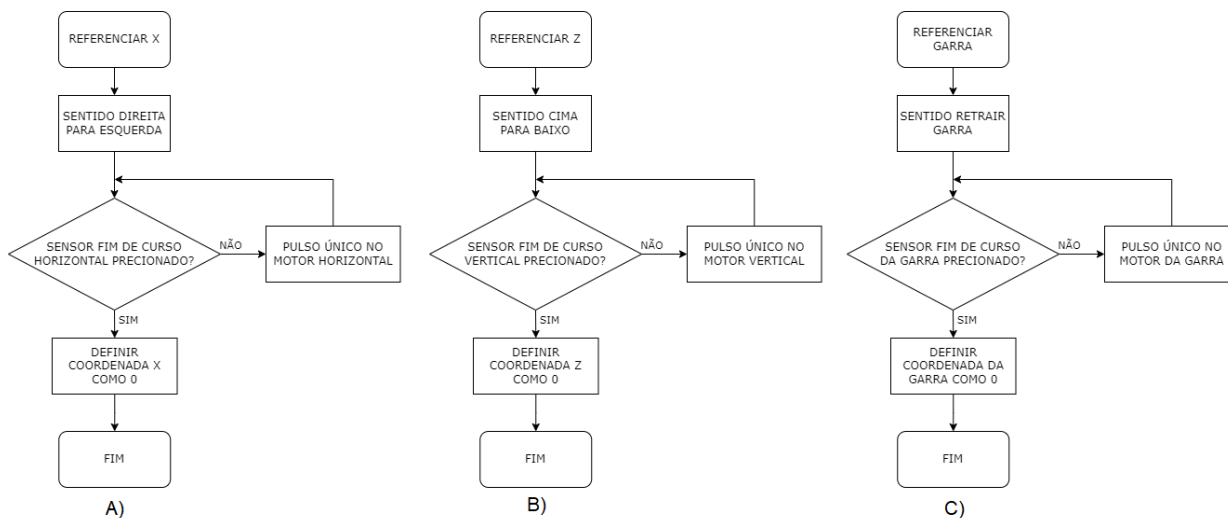 REFERENCIAR X
SENTIDO DIREITA
PARA ESQUERDA
SENSOR FIM DE CURSO
HORIZONTAL PRECIONADO?
NÃO
PULSO ÚNICO NO
MOTOR HORIZONTAL
SIM
DEFINIR
COORDENADA X
COMO 0
FIM
A)
REFERENCIAR Z
SENTIDO CIMA
PARA BAIXO
SENSOR FIM DE CURSO
VERTICAL PRECIONADO?
NÃO
PULSO ÚNICO NO
MOTOR VERTICAL
SIM
DEFINIR
COORDENADA Z
COMO 0
FIM
B)
REFERENCIAR
GARRA
SENTIDO RETRAIR
GARRA
SENSOR FIM DE CURSO
DA GARRA PRECIONADO?
NÃO
PULSO ÚNICO NO
MOTOR DA GARRA
SIM
DEFINIR
COORDENADA DA
GARRA COMO 0
FIM
C)